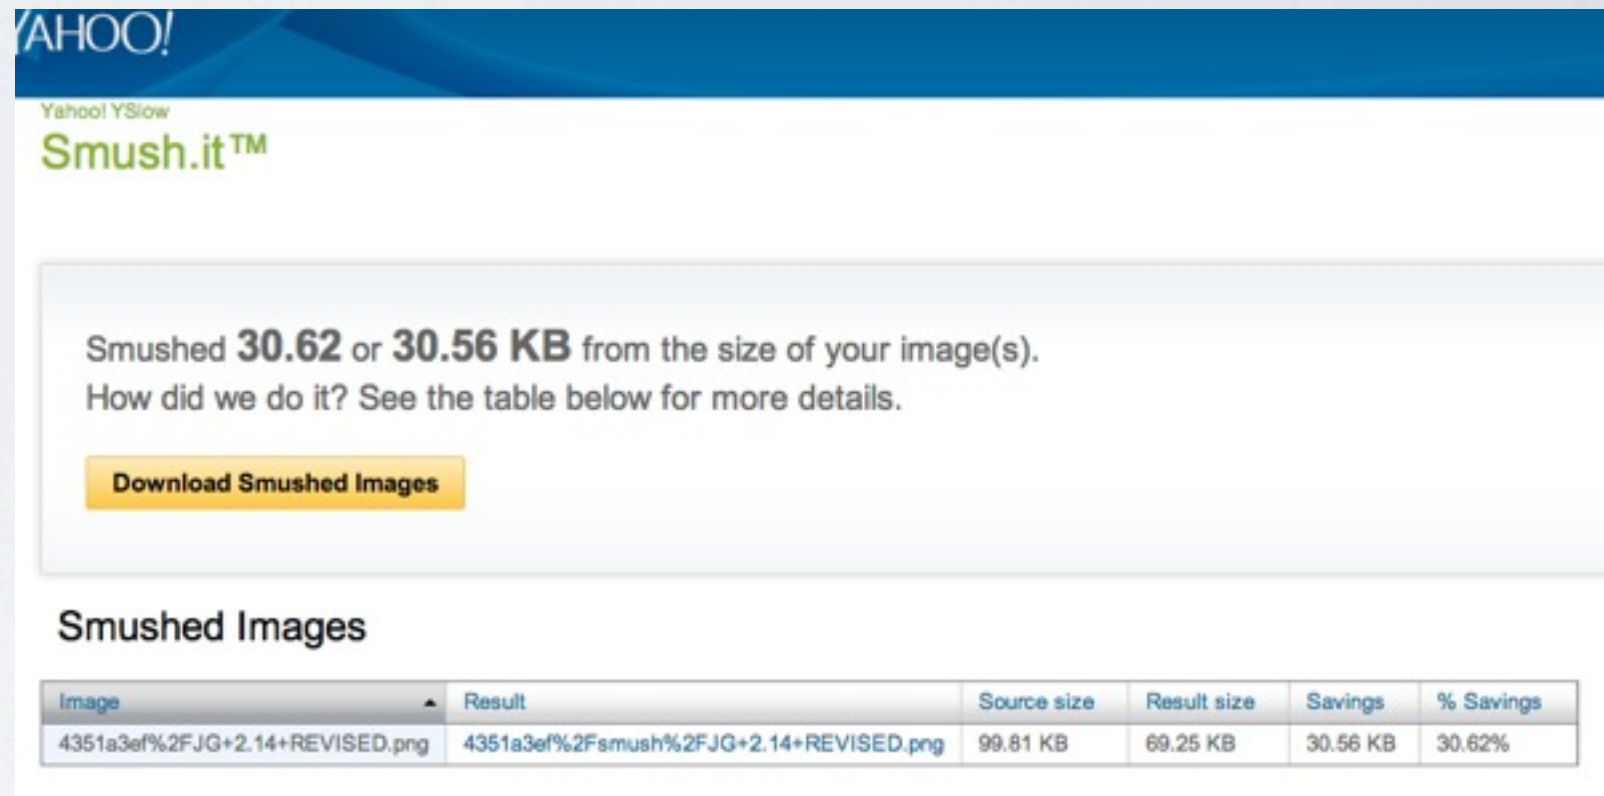 YAHOO!
Yahoo! YSlow
Smush.it™
Smushed 30.62 or 30.56 KB from the size of your image(s).
How did we do it? See the table below for more details.
Download Smushed Images
Smushed Images
Image Result Source size Result size Savings % Savings
4351a3ef%2FJG+2.14+REVISED.png 4351a3ef%2Fsmush%2FJG+2.14+REVISED.png 99.81 KB 69.25 KB 30.56 KB 30.62%